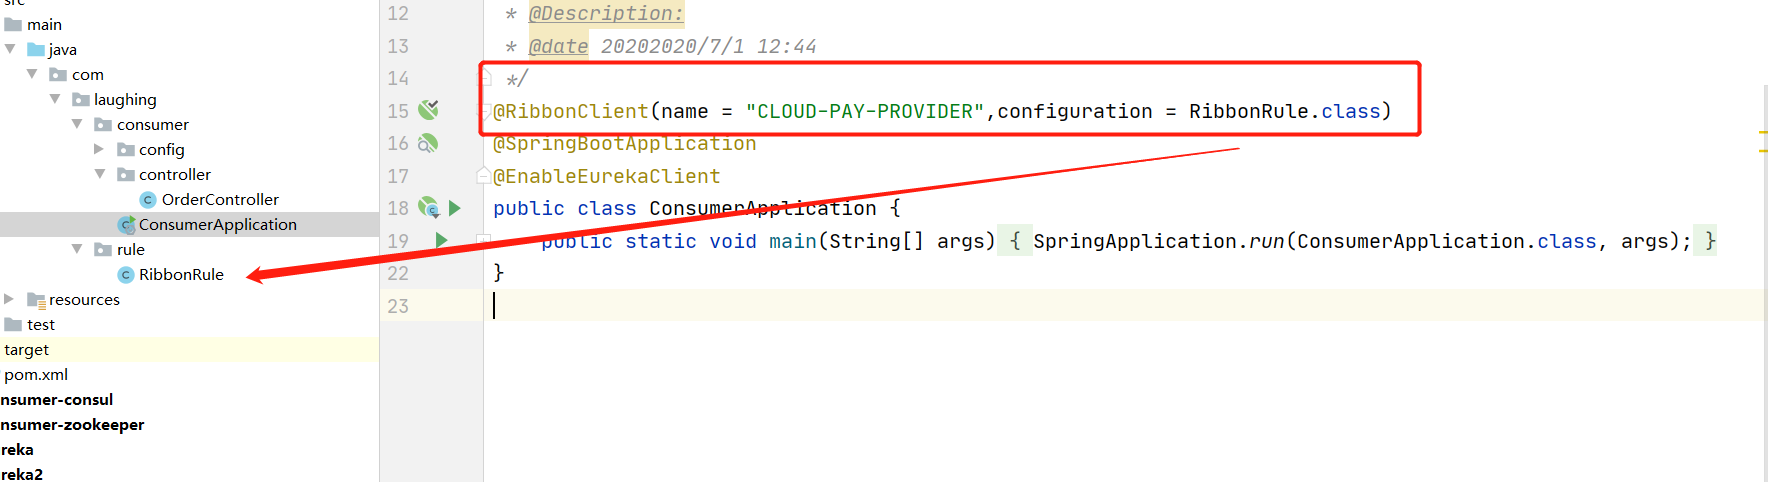 src
main
java
com
laughing
consumer
config
controller
OrderController
ConsumerApplication
rule
RibbonRule
resources
test
target
pom.xml
nsumer-consul
nsumer-zookeeper
reka
reka2
12 * @Description:
13 * @date 20202020/7/1 12:44
14 */
15 @RibbonClient(name = "CLOUD-PAY-PROVIDER",configuration = RibbonRule.class)
16 @SpringBootApplication
17 @EnableEurekaClient
18 public class ConsumerApplication {
19 public static void main(String[] args) { SpringApplication.run(ConsumerApplication.class, args); }
22 }
23